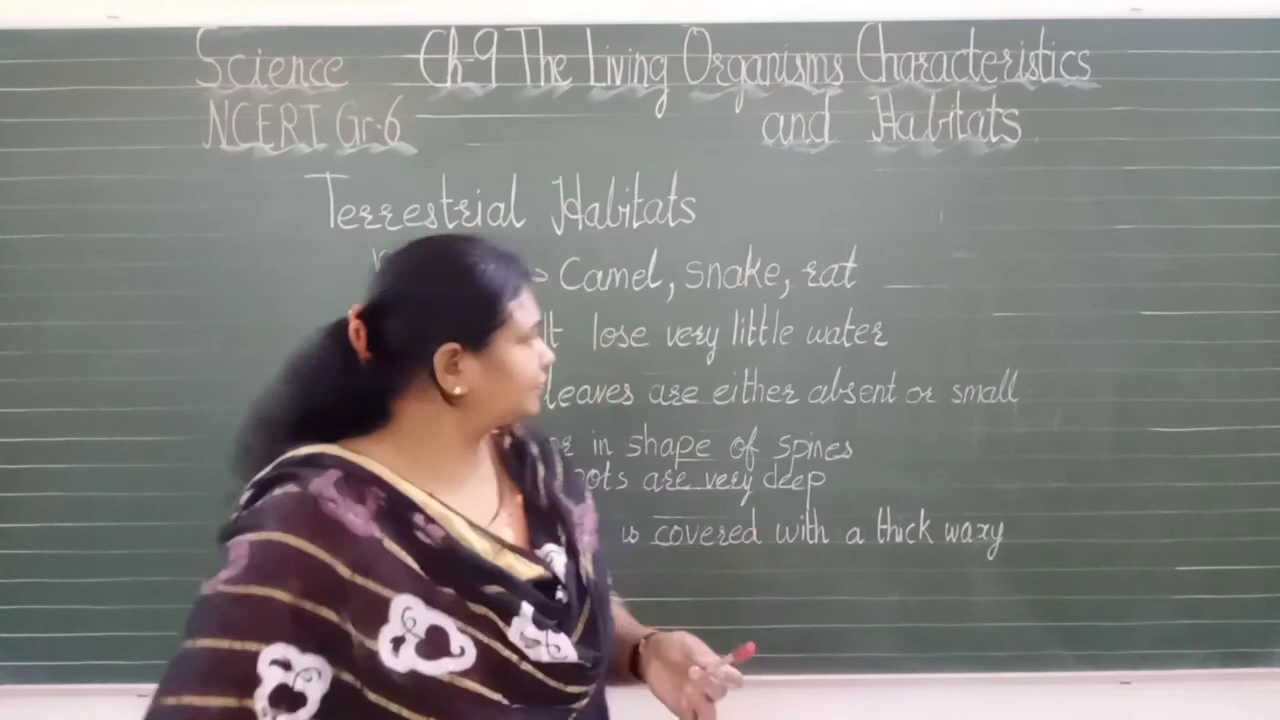 Science Ch-9 The Living Organisms Characteristics
NCERT Gr-6 and Habitats
Terrestrial Habitats
Camel, snake, rat
It lose very little water
leaves are either absent or small
in shape of spines
are very deep
is covered with a thick waxy